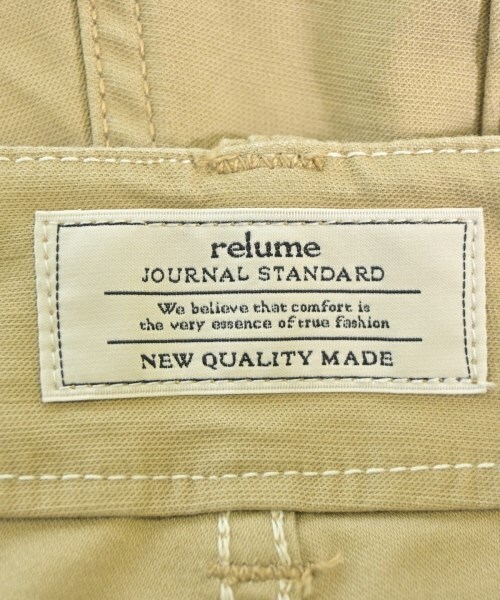 relume
JOURNAL STANDARD
We believe that comfort is
the very essence of true fashion
NEW QUALITY MADE